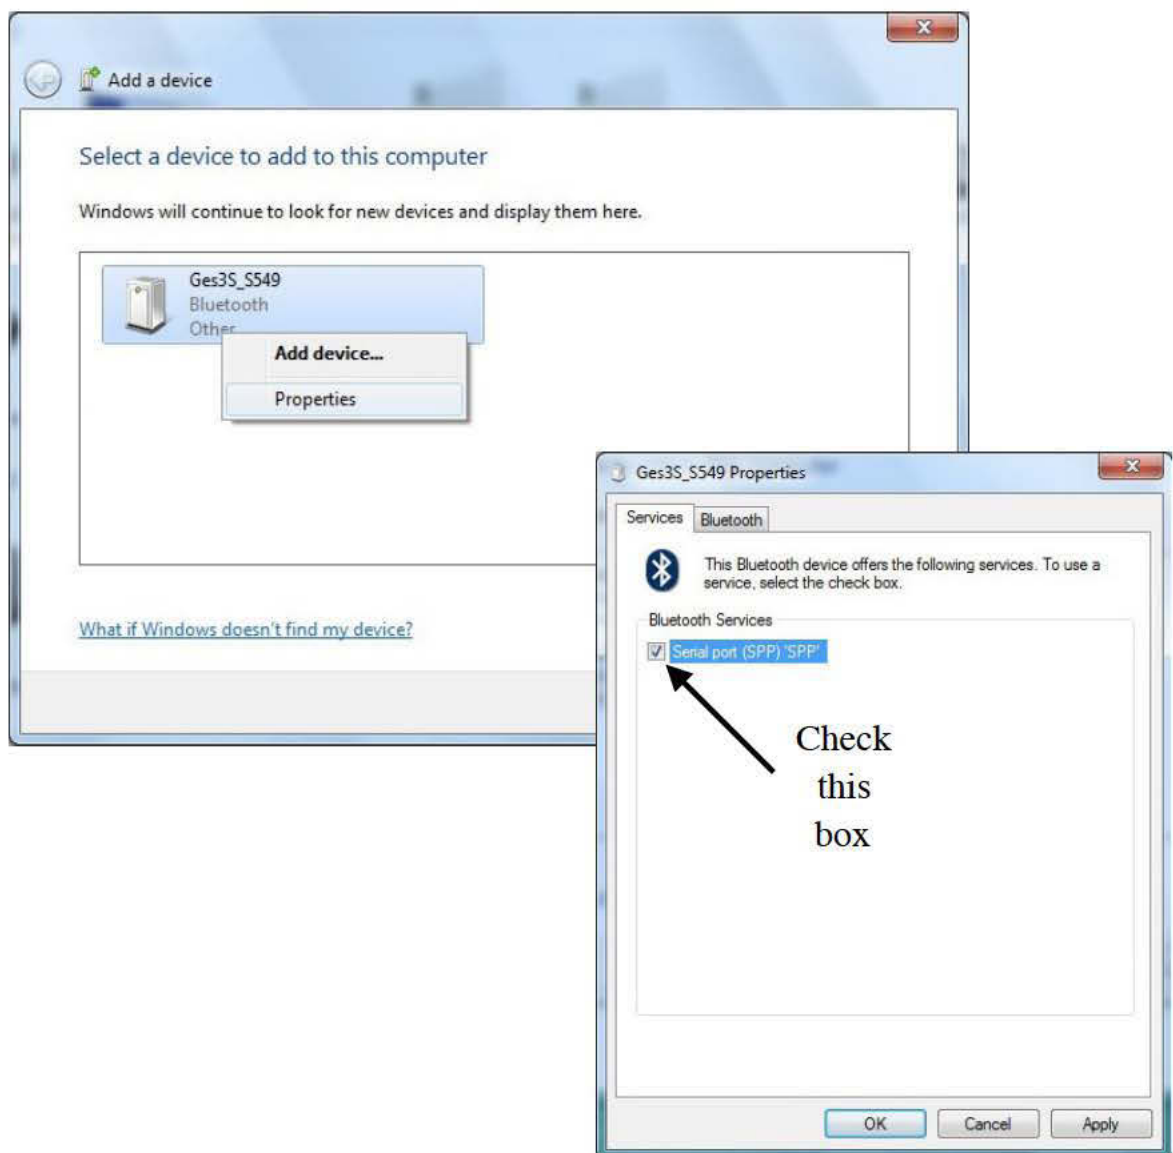 Add a device
Select a device to add to this computer
Windows will continue to look for new devices and display them here.
Ges3S_S549
Bluetooth
Other
Add device...
Properties
What if Windows doesn't find my device?
Ges3S_S549 Properties
Services Bluetooth
This Bluetooth device offers the following services. To use a
service, select the check box.
Bluetooth Services
Serial port (SPP) 'SPP'
Check
this
box
OK Cancel Apply